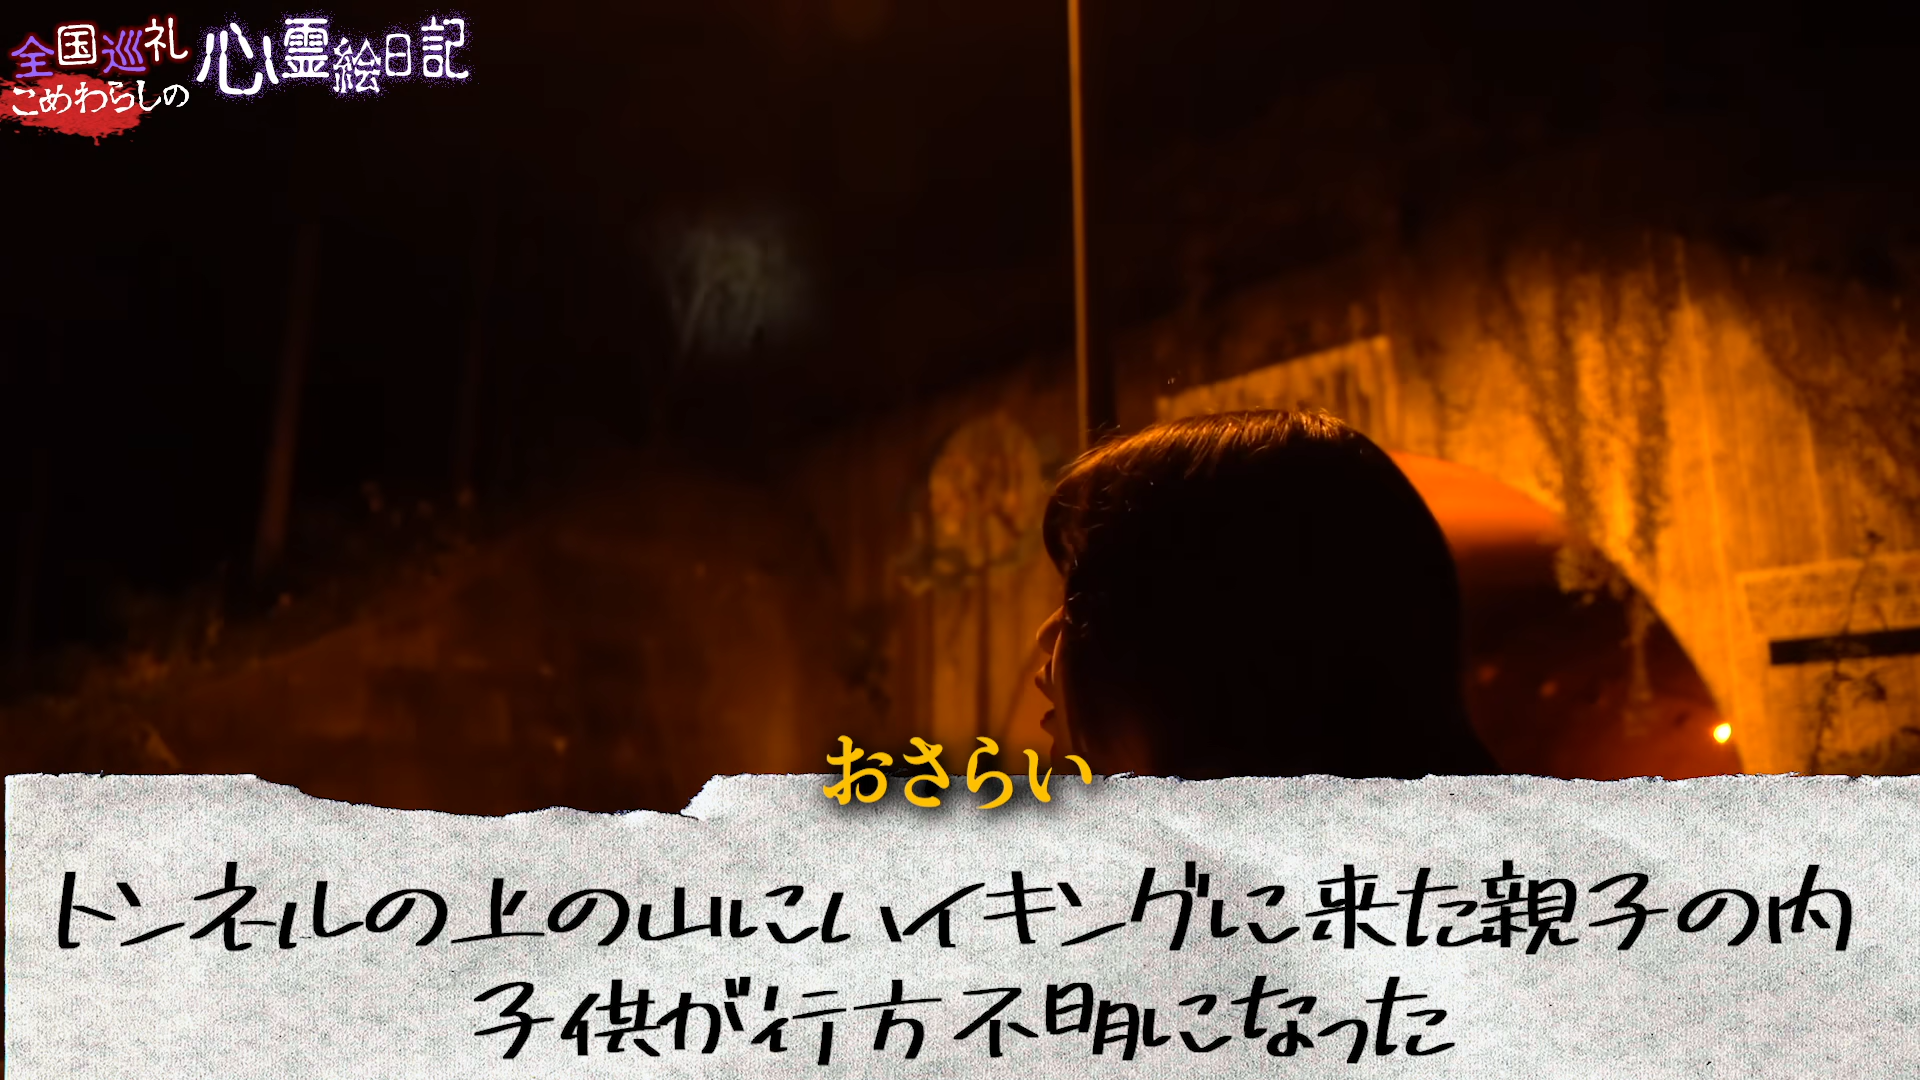 全国巡礼
こめわらしの
心霊絵日記
おさらい
トンネルの上の山にハイキングに来た親子の内
子供が行方不明になった